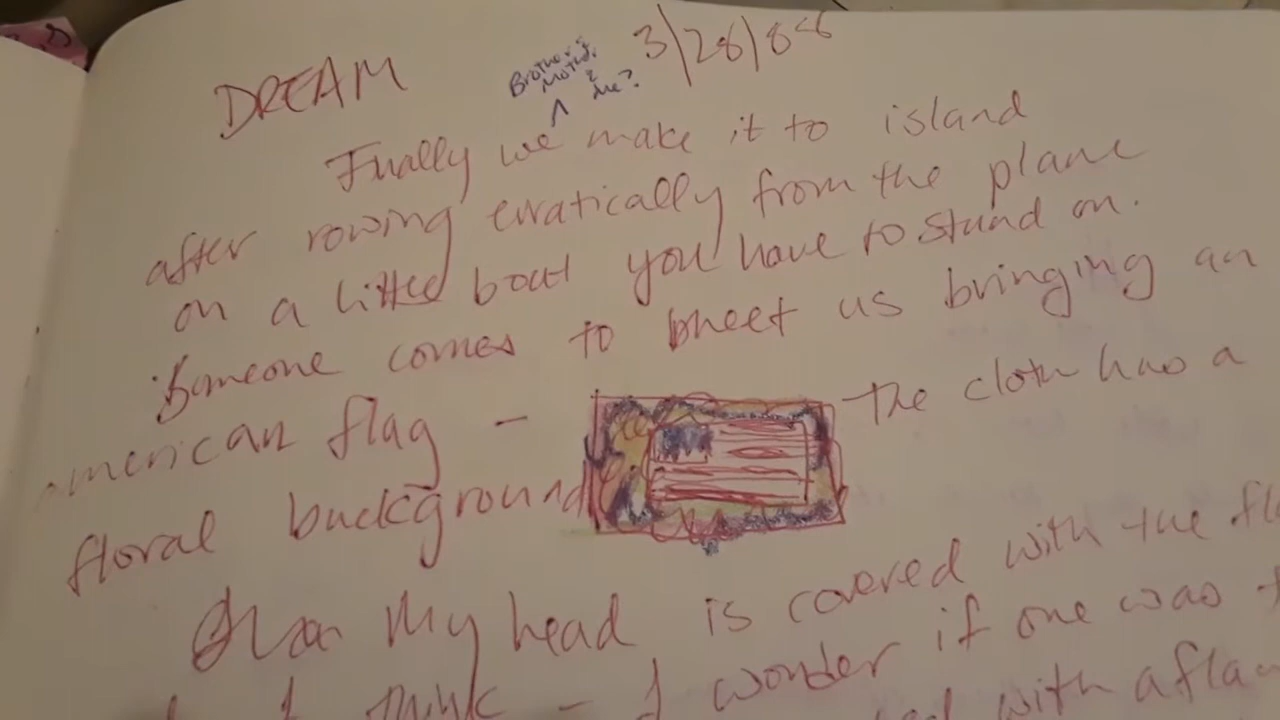 DREAM 3/28/88
Brother,
Mother
& me?
Finally we make it to island
after rowing erratically from the plane
on a little boat you have to stand on.
Someone comes to meet us bringing an
american flag - The cloth has a
floral background
My head is covered with the
think - I wonder if one was
with a